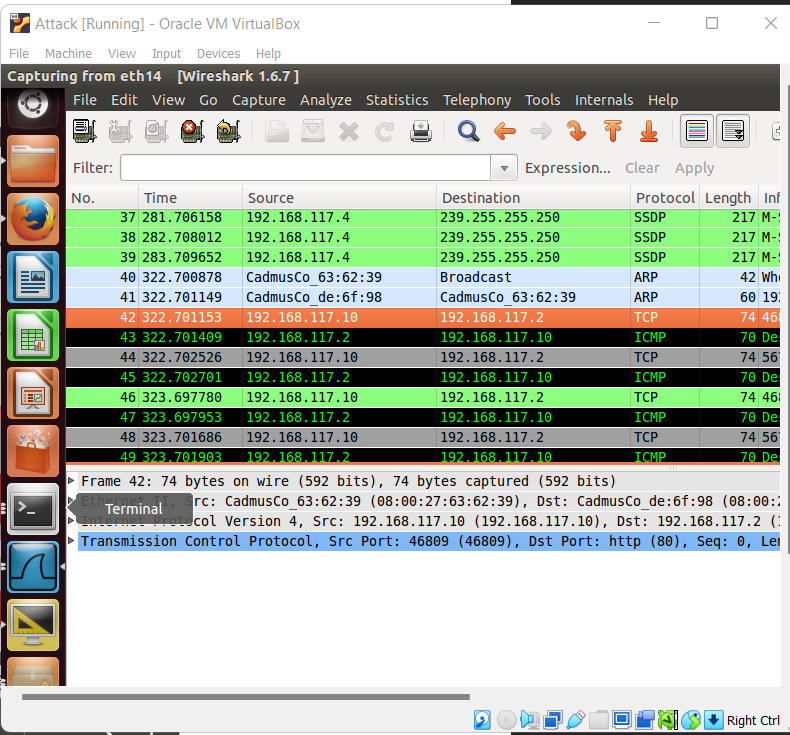 Attack [Running] - Oracle VM VirtualBox
File Machine View Input Devices Help
Capturing from eth14 [Wireshark 1.6.7 ]
File Edit View Go Capture Analyze Statistics Telephony Tools Internals Help
Filter: Expression... Clear Apply
No. Time Source Destination Protocol Length Inf
37 281.706158 192.168.117.4 239.255.255.250 SSDP 217 M-S
38 282.708012 192.168.117.4 239.255.255.250 SSDP 217 M-S
39 283.709652 192.168.117.4 239.255.255.250 SSDP 217 M-S
40 322.700878 CadmusCo_63:62:39 Broadcast ARP 42 Who
41 322.701149 CadmusCo_de:6f:98 CadmusCo_63:62:39 ARP 60 192
42 322.701153 192.168.117.10 192.168.117.2 TCP 74 468
43 322.701409 192.168.117.2 192.168.117.10 ICMP 70 Des
44 322.702526 192.168.117.10 192.168.117.2 TCP 74 567
45 322.702701 192.168.117.2 192.168.117.10 ICMP 70 Des
46 323.697780 192.168.117.10 192.168.117.2 TCP 74 468
47 323.697953 192.168.117.2 192.168.117.10 ICMP 70 Des
48 323.701686 192.168.117.10 192.168.117.2 TCP 74 567
49 323.701903 192.168.117.2 192.168.117.10 ICMP 70 Des
Frame 42: 74 bytes on wire (592 bits), 74 bytes captured (592 bits)
Ethernet II, Src: CadmusCo_63:62:39 (08:00:27:63:62:39), Dst: CadmusCo_de:6f:98 (08:00:2
Terminal
Internet Protocol Version 4, Src: 192.168.117.10 (192.168.117.10), Dst: 192.168.117.2 (1
Transmission Control Protocol, Src Port: 46809 (46809), Dst Port: http (80), Seq: 0, Len
Right Ctrl